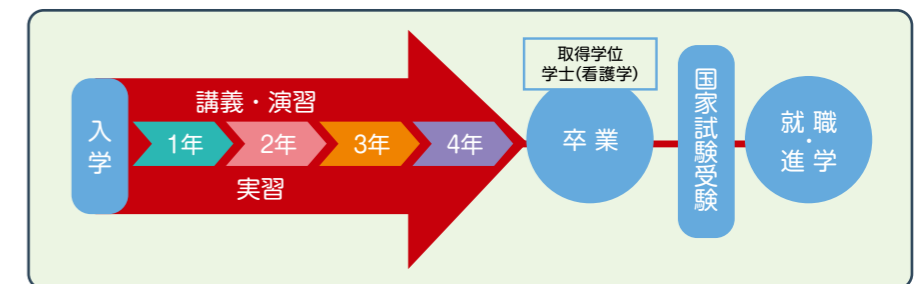 入学
講義・演習
1年
2年
3年
4年
実習
取得学位
学士(看護学)
卒業
国家試験受験
就職
・
進学